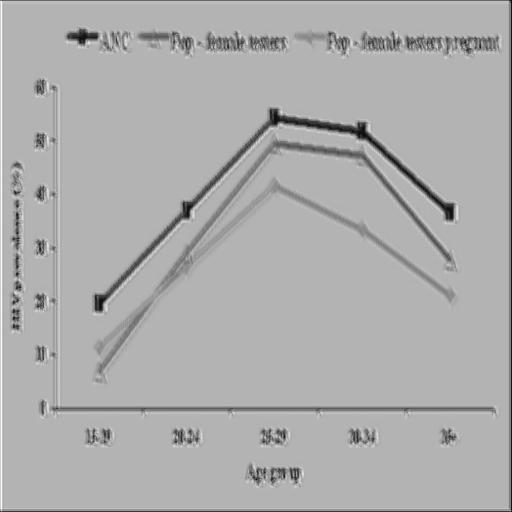 ANC Pop - female testers Pop - female testers pregnant
60
50
40
30
20
10
0
HIV prevalence (%)
15-19 20-24 25-29 30-34 35+
Age group